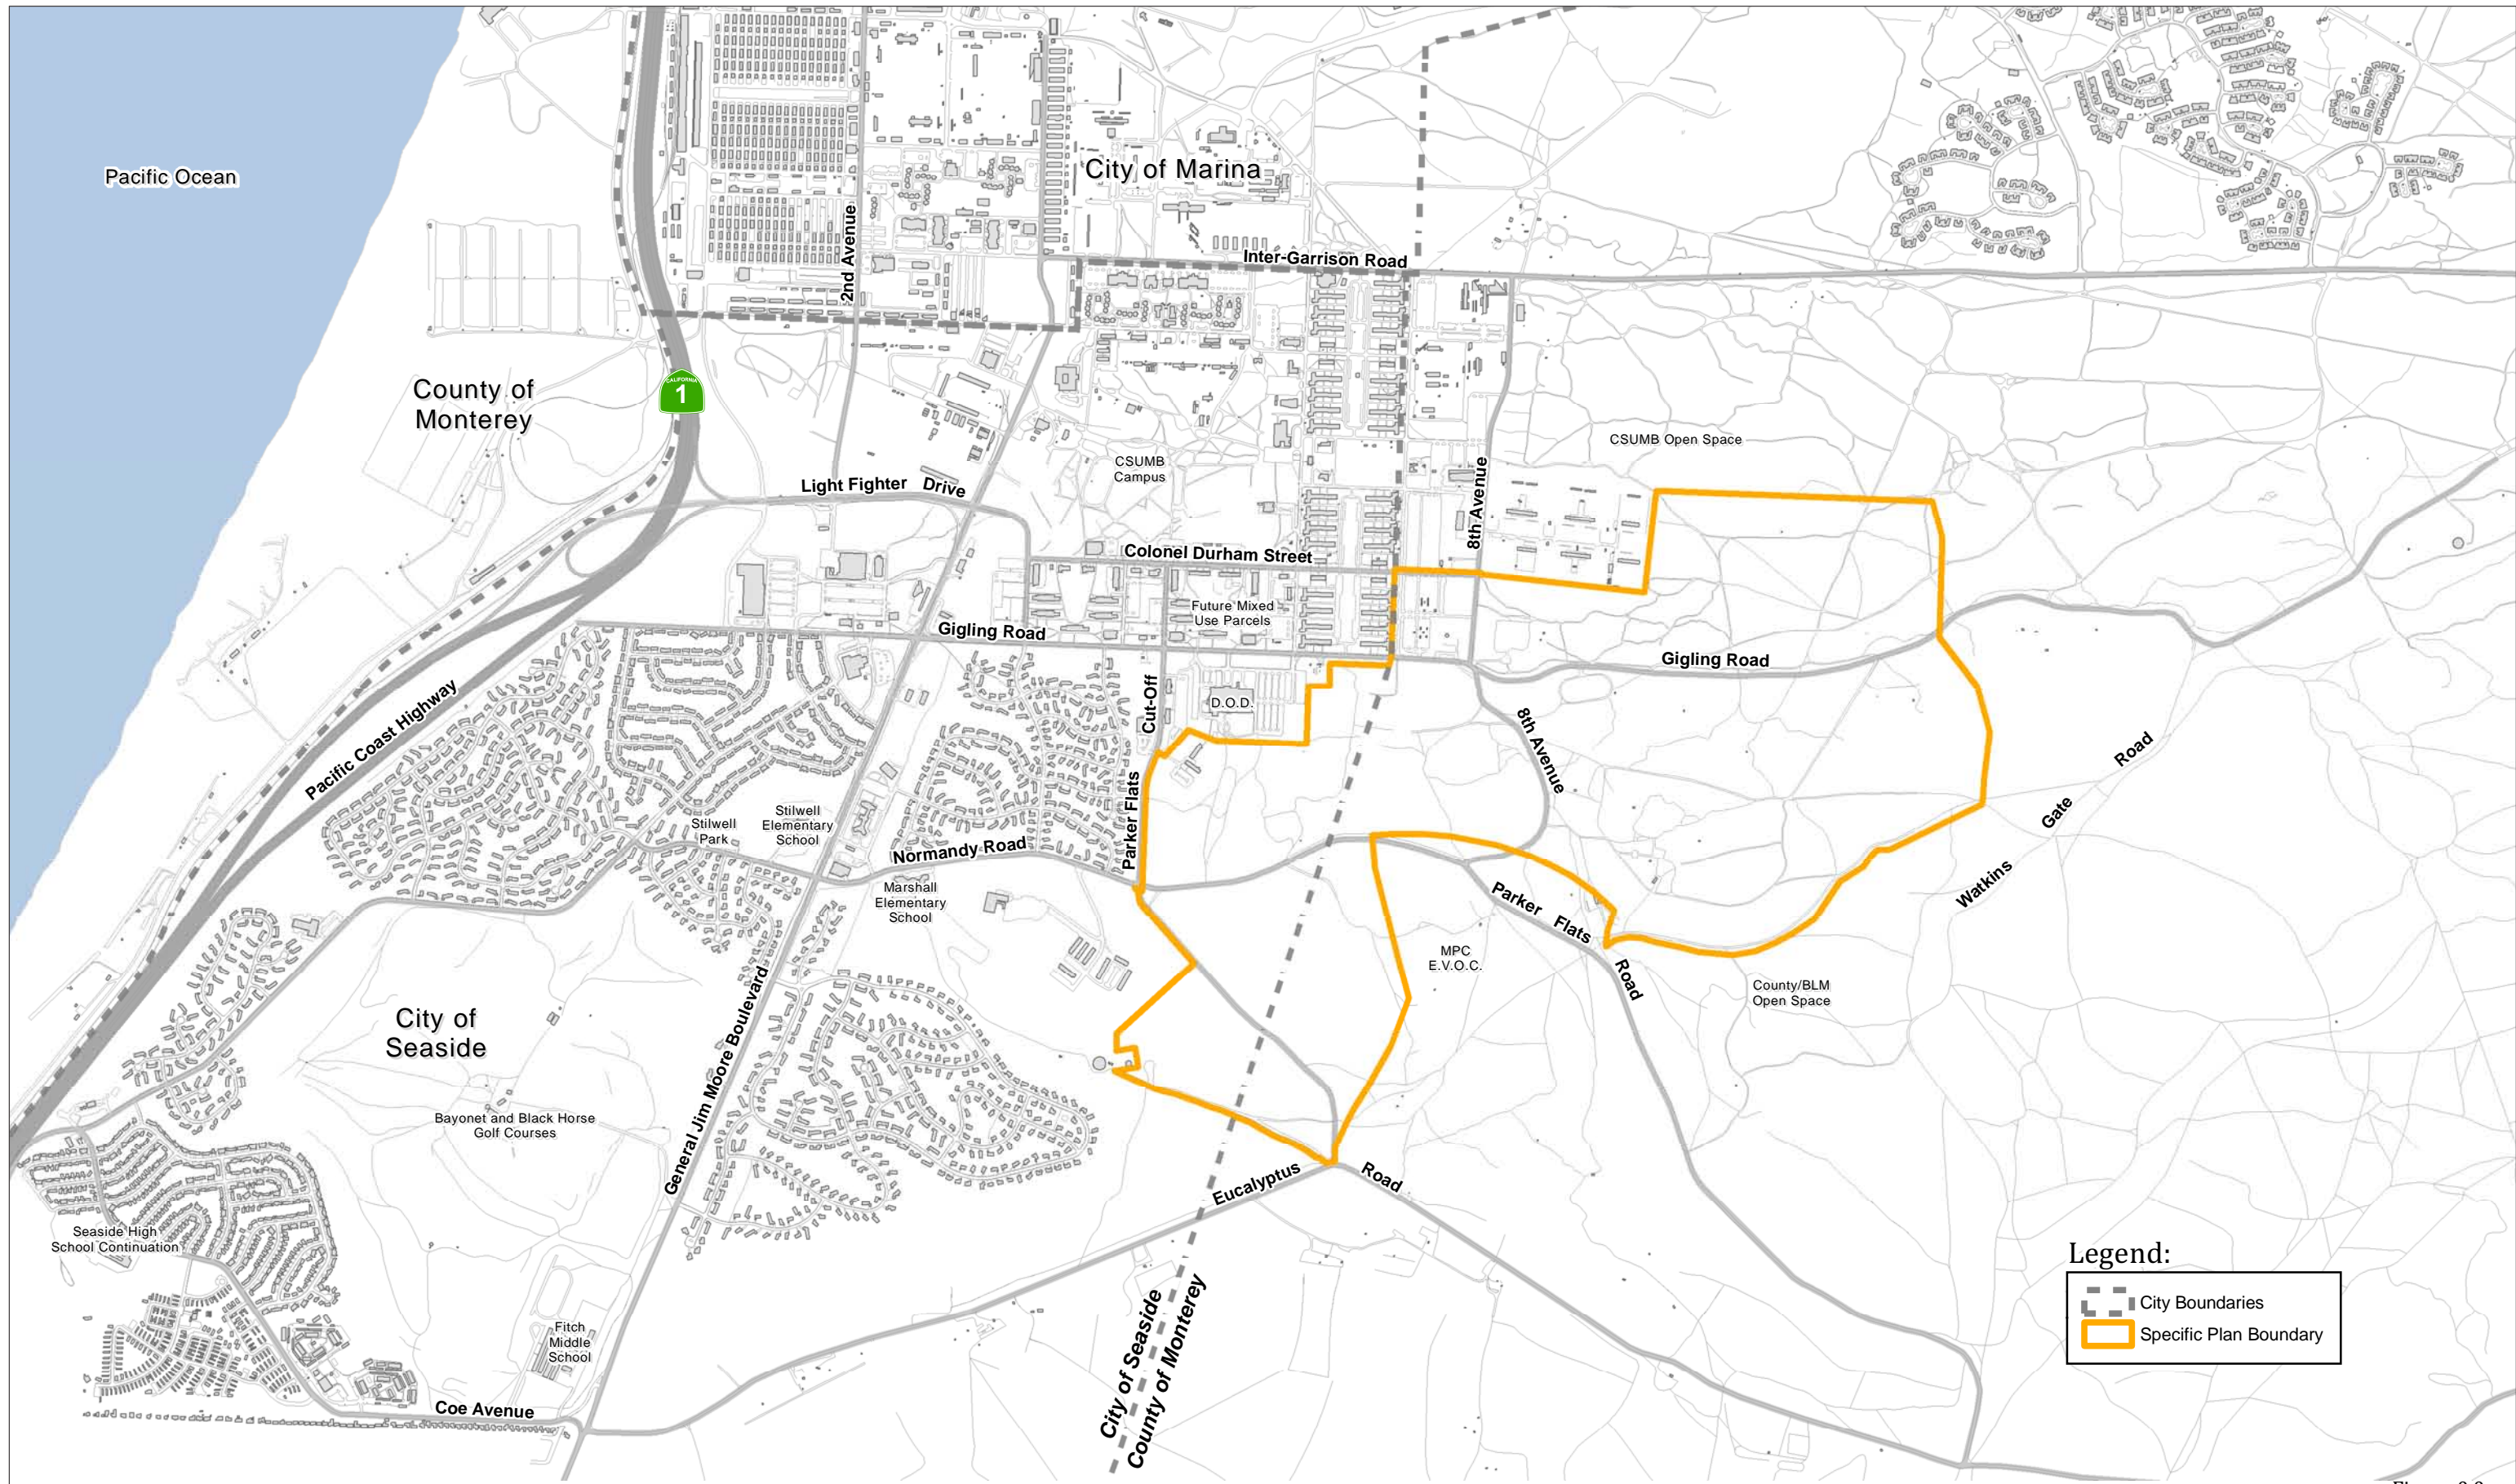 Pacific Ocean
City of Marina
2nd Avenue
Inter-Garrison Road
County of
Monterey
CALIFORNIA
1
CSUMB Open Space
CSUMB
Campus
8th Avenue
Light Fighter Drive
Colonel Durham Street
Future Mixed
Use Parcels
Gigling Road
Gigling Road
D.O.D.
Parker Flats Cut-Off
8th Avenue
Pacific Coast Highway
Watkins Gate Road
Stilwell
Park
Stilwell
Elementary
School
Normandy Road
Marshall
Elementary
School
Parker Flats Road
MPC
E.V.O.C.
County/BLM
Open Space
City of
Seaside
General Jim Moore Boulevard
Bayonet and Black Horse
Golf Courses
Eucalyptus Road
Seaside High
School Continuation
Fitch
Middle
School
Coe Avenue
City of Seaside
County of Monterey
Legend:
City Boundaries
Specific Plan Boundary